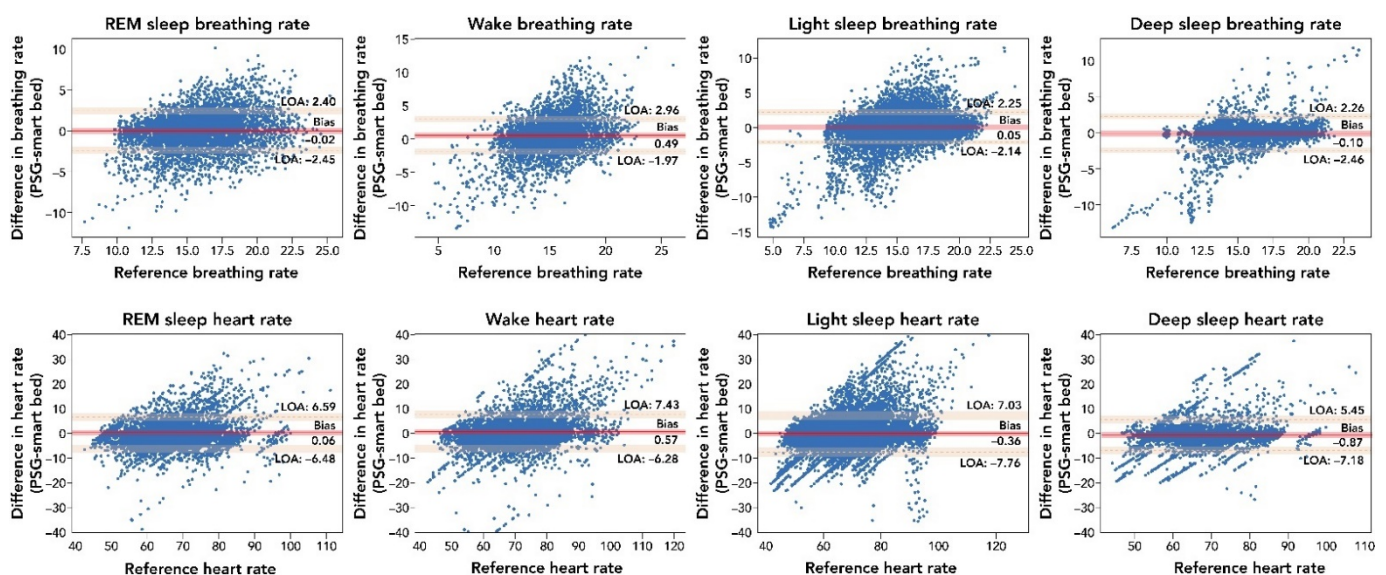 REM sleep breathing rate
Difference in breathing rate
(PSG-smart bed)
10
5
0
−5
−10
LOA: 2.40
Bias
−0.02
LOA: −2.45
7.5 10.0 12.5 15.0 17.5 20.0 22.5 25.0
Reference breathing rate
Wake breathing rate
Difference in breathing rate
(PSG-smart bed)
15
10
5
0
−5
−10
LOA: 2.96
Bias
0.49
LOA: −1.97
5 10 15 20 25
Reference breathing rate
Light sleep breathing rate
Difference in breathing rate
(PSG-smart bed)
10
5
0
−5
−10
−15
LOA: 2.25
Bias
0.05
LOA: −2.14
5.0 7.5 10.0 12.5 15.0 17.5 20.0 22.5 25.0
Reference breathing rate
Deep sleep breathing rate
Difference in breathing rate
(PSG-smart bed)
10
5
0
−5
−10
LOA: 2.26
Bias
−0.10
LOA: −2.46
7.5 10.0 12.5 15.0 17.5 20.0 22.5
Reference breathing rate
REM sleep heart rate
Difference in heart rate
(PSG-smart bed)
40
30
20
10
0
−10
−20
−30
−40
LOA: 6.59
Bias
0.06
LOA: −6.48
40 50 60 70 80 90 100 110
Reference heart rate
Wake heart rate
Difference in heart rate
(PSG-smart bed)
40
30
20
10
0
−10
−20
−30
−40
LOA: 7.43
Bias
0.57
LOA: −6.28
40 50 60 70 80 90 100 110 120
Reference heart rate
Light sleep heart rate
Difference in heart rate
(PSG-smart bed)
40
30
20
10
0
−10
−20
−30
−40
LOA: 7.03
Bias
−0.36
LOA: −7.76
40 60 80 100 120
Reference heart rate
Deep sleep heart rate
Difference in heart rate
(PSG-smart bed)
40
30
20
10
0
−10
−20
−30
−40
LOA: 5.45
Bias
−0.87
LOA: −7.18
50 60 70 80 90 100 110
Reference heart rate